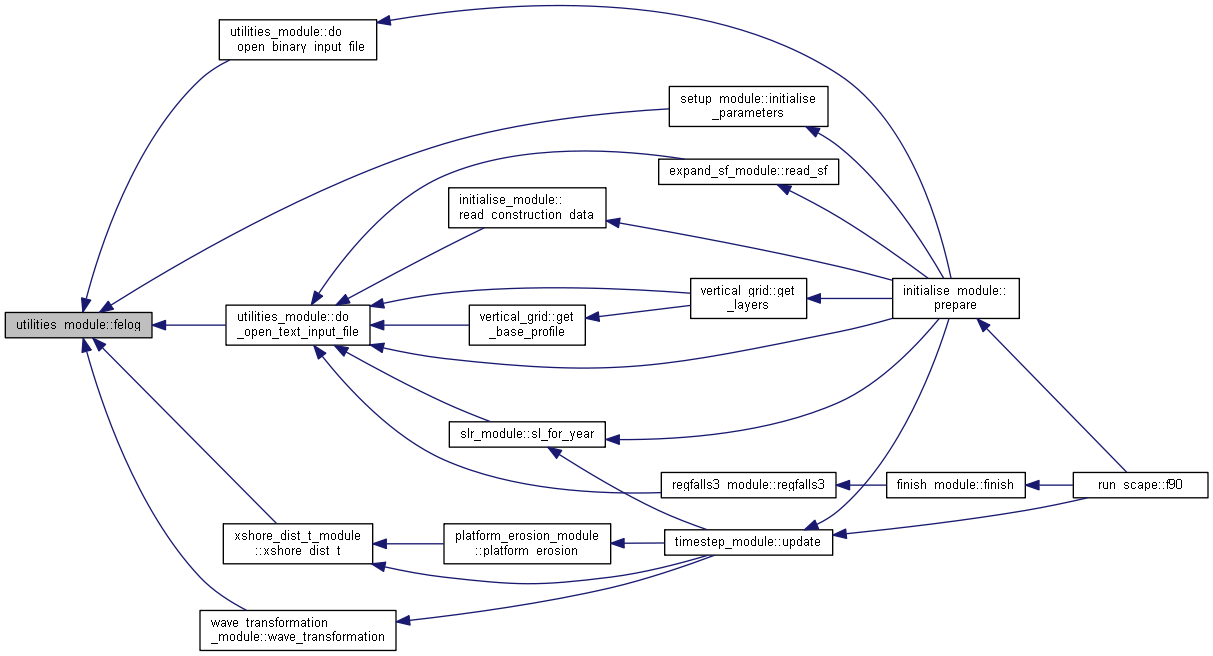 utilities_module::do
_open_binary_input_file
setup_module::initialise
_parameters
expand_sf_module::read_sf
initialise_module::
read_construction_data
vertical_grid::get
_layers
initialise_module::
prepare
utilities_module::felog
utilities_module::do
_open_text_input_file
vertical_grid::get
_base_profile
slr_module::sl_for_year
regfalls3_module::regfalls3
finish_module::finish
run_scape::f90
xshore_dist_t_module
::xshore_dist_t
platform_erosion_module
::platform_erosion
timestep_module::update
wave_transformation
_module::wave_transformation